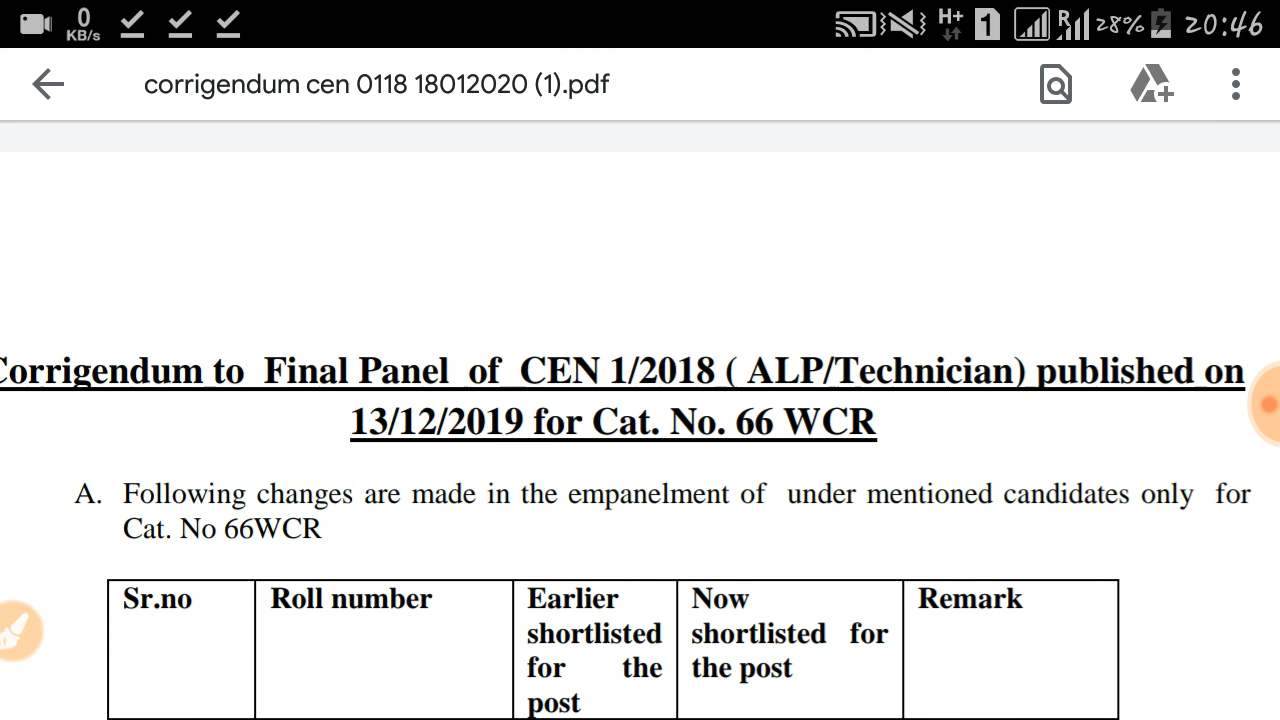 0
KB/s
H+ 1 R 28% 20:46
corrigendum cen 0118 18012020 (1).pdf
Corrigendum to Final Panel of CEN 1/2018 ( ALP/Technician) published on
13/12/2019 for Cat. No. 66 WCR
A. Following changes are made in the empanelment of under mentioned candidates only for
Cat. No 66WCR
Sr.no
Roll number
Earlier
shortlisted
for the
post
Now
shortlisted for
the post
Remark